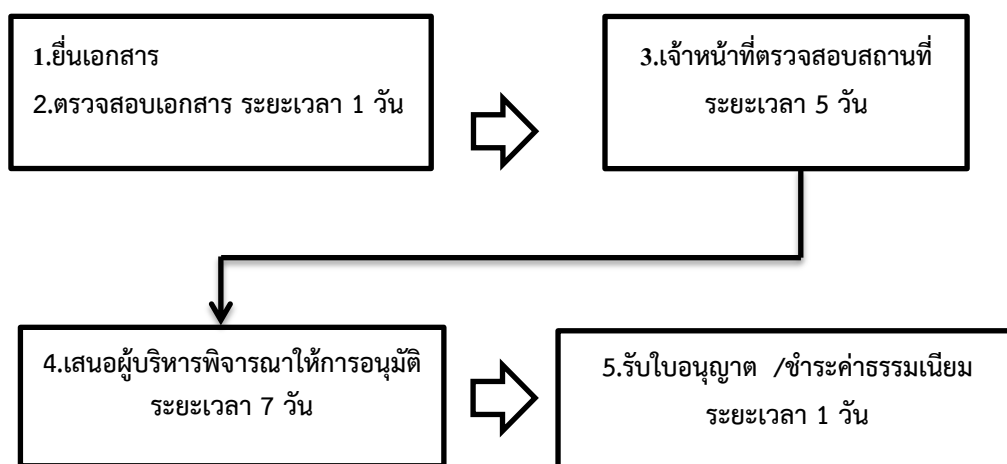 1.ยื่นเอกสาร
2.ตรวจสอบเอกสาร ระยะเวลา 1 วัน
3.เจ้าหน้าที่ตรวจสอบสถานที่
ระยะเวลา 5 วัน
4.เสนอผู้บริหารพิจารณาให้การอนุมัติ
ระยะเวลา 7 วัน
5.รับใบอนุญาต /ชำระค่าธรรมเนียม
ระยะเวลา 1 วัน